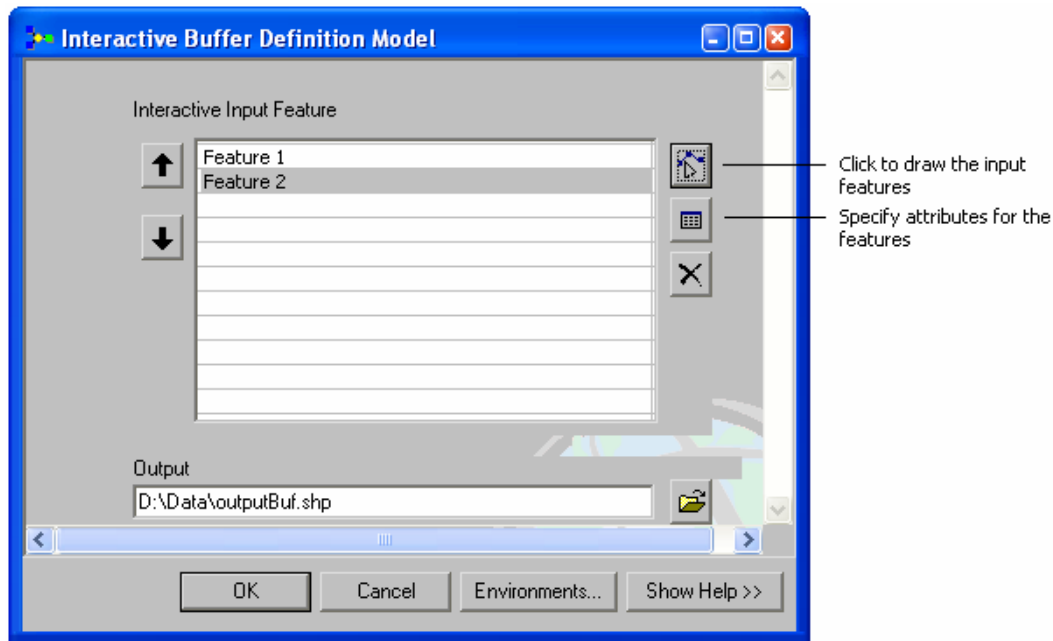 Interactive Buffer Definition Model
Interactive Input Feature
Feature 1
Feature 2
Click to draw the input
features
Specify attributes for the
features
Output
D:\Data\outputBuf.shp
OK
Cancel
Environments...
Show Help >>